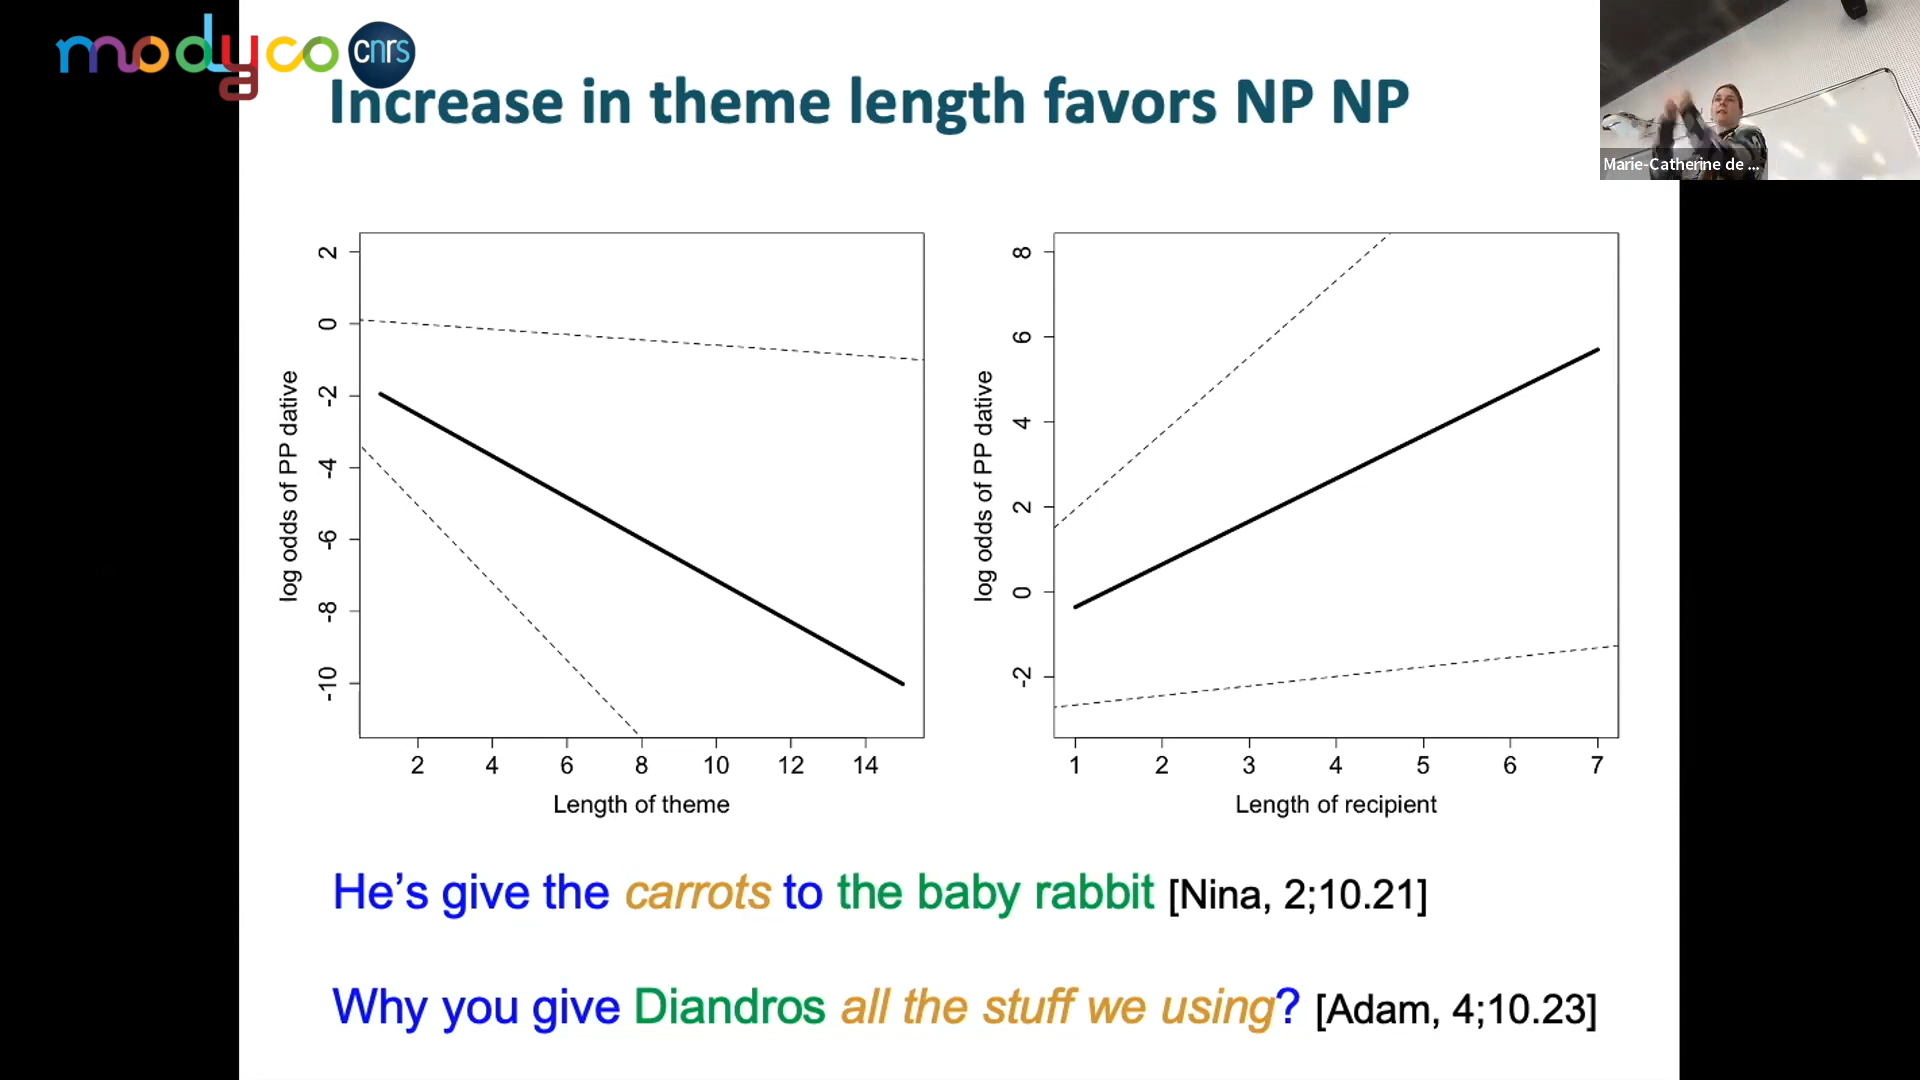 modyco cnrs
Increase in theme length favors NP NP
Marie-Catherine de ...
log odds of PP dative
2
0
-2
-4
-6
-8
-10
2 4 6 8 10 12 14
Length of theme
log odds of PP dative
8
6
4
2
0
-2
1 2 3 4 5 6 7
Length of recipient
He’s give the carrots to the baby rabbit [Nina, 2;10.21]
Why you give Diandros all the stuff we using? [Adam, 4;10.23]